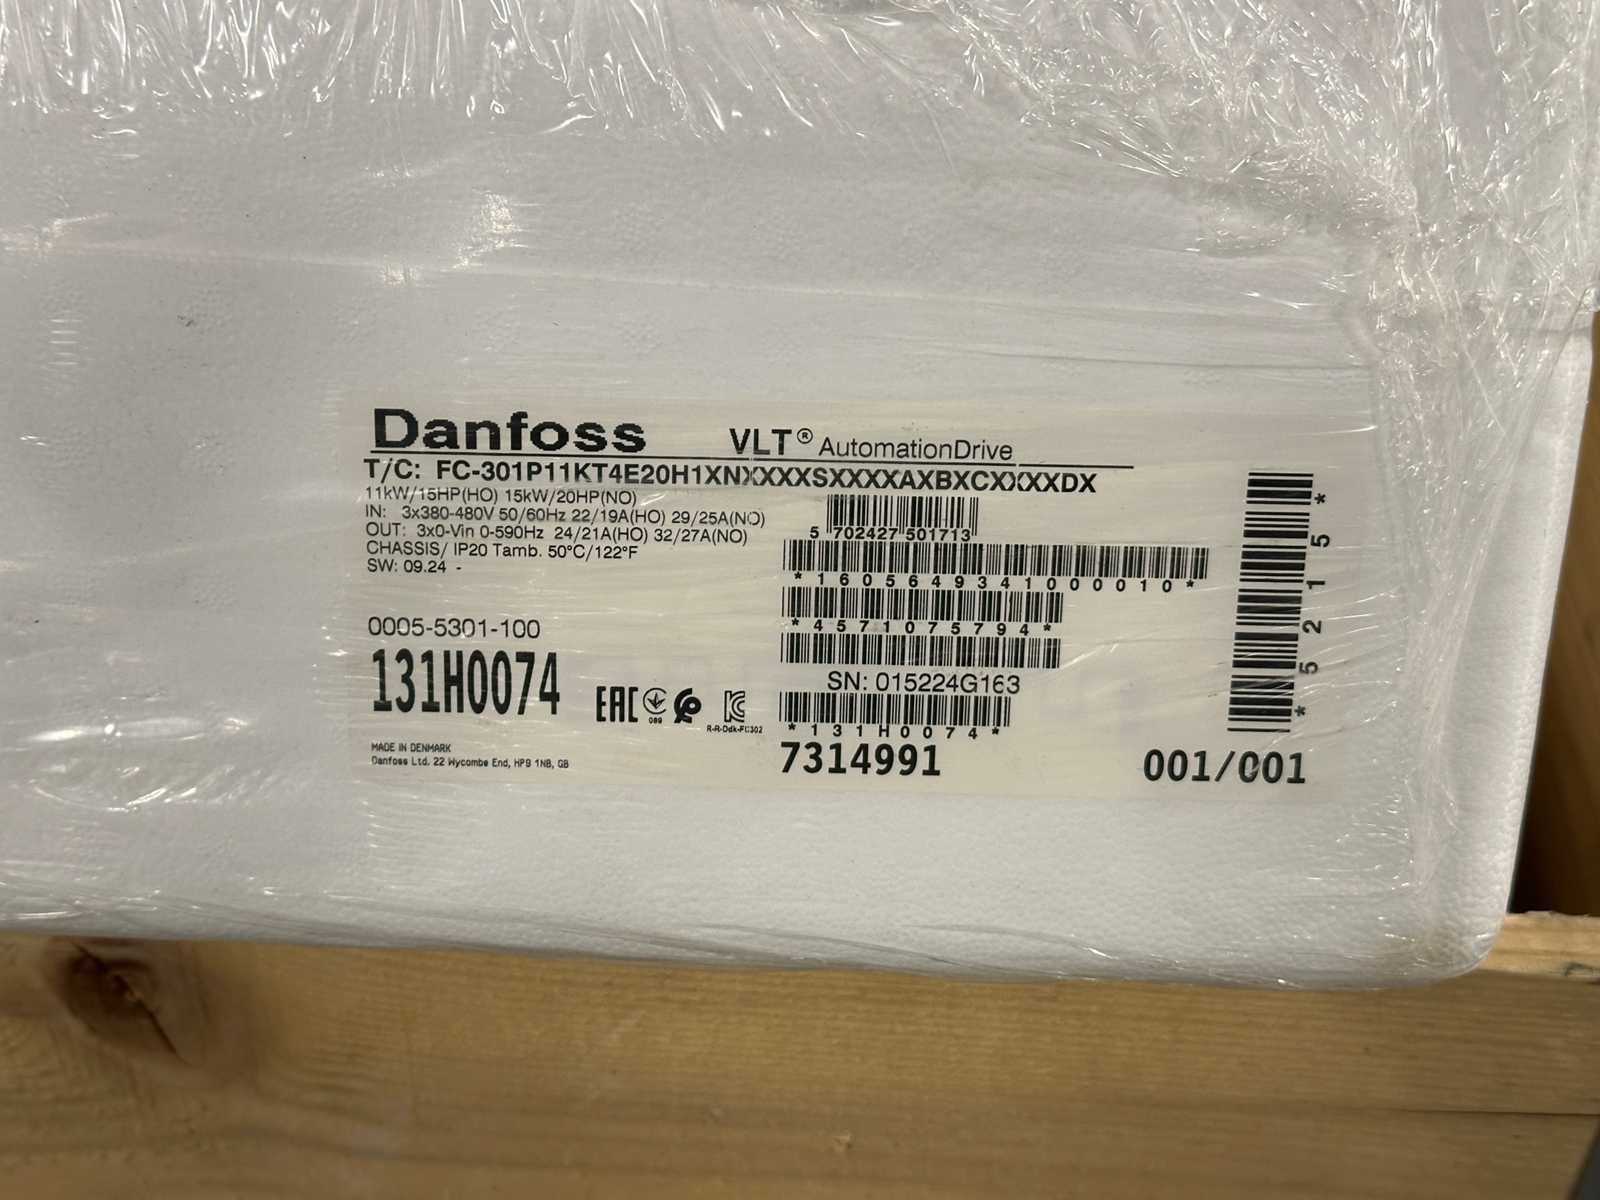 Danfoss
VLT® AutomationDrive
T/C: FC-301P11KT4E20H1XNXXXXSXXXXAXBXCXXXXDX
11kW/15HP(HO) 15kW/20HP(NO)
IN: 3x380-480V 50/60Hz 22/19A(HO) 29/25A(NO)
OUT: 3x0-Vin 0-590Hz 24/21A(HO) 32/27A(NO)
CHASSIS/ IP20 Tamb. 50°C/122°F
SW: 09.24 -
5 702427 501713
*160564934100010*
*4571075794*
SN: 015224G163
*131H0074*
7314991
0005-5301-100
131H0074
EAC
089
R-R-Ddk-FC302
MADE IN DENMARK
Danfoss Ltd. 22 Wycombe End, HP9 1NB, GB
001/001
*5215*